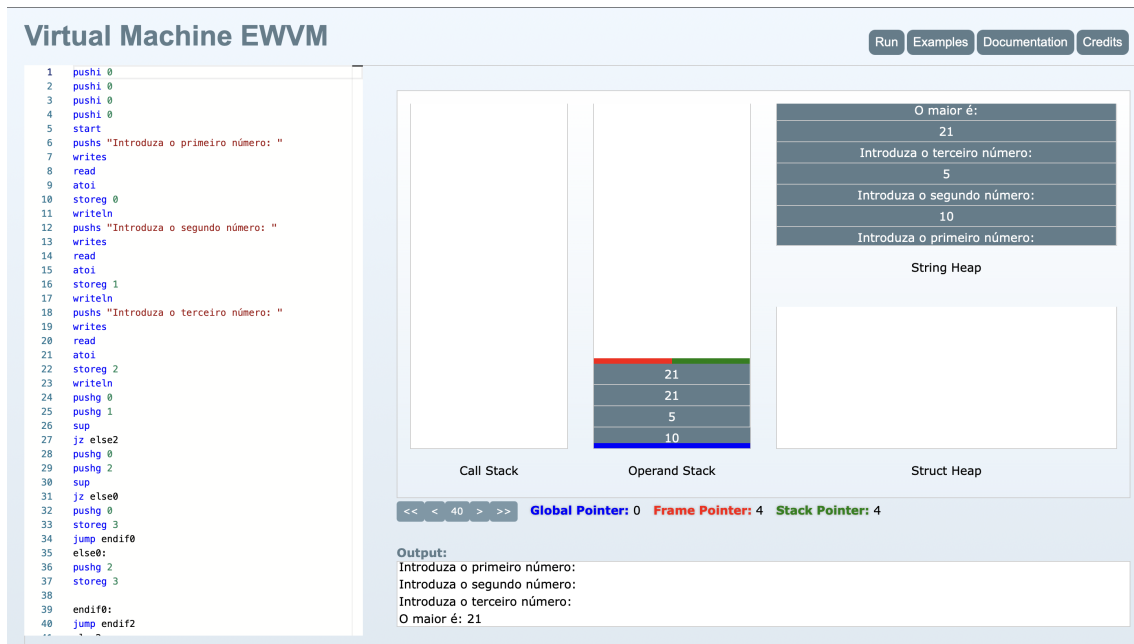 Virtual Machine EWVM
Run Examples Documentation Credits
1 pushi 0
2 pushi 0
3 pushi 0
4 pushi 0
5 start
6 pushs "Introduza o primeiro número: "
7 writes
8 read
9 atoi
10 storeg 0
11 writeln
12 pushs "Introduza o segundo número: "
13 writes
14 read
15 atoi
16 storeg 1
17 writeln
18 pushs "Introduza o terceiro número: "
19 writes
20 read
21 atoi
22 storeg 2
23 writeln
24 pushg 0
25 pushg 1
26 sup
27 jz else2
28 pushg 0
29 pushg 2
30 sup
31 jz else0
32 pushg 0
33 storeg 3
34 jump endif0
35 else0:
36 pushg 2
37 storeg 3
38
39 endif0:
40 jump endif2
Call Stack
21
21
5
10
Operand Stack
O maior é:
21
Introduza o terceiro número:
5
Introduza o segundo número:
10
Introduza o primeiro número:
String Heap
Struct Heap
<< < 40 > >> Global Pointer: 0 Frame Pointer: 4 Stack Pointer: 4
Output:
Introduza o primeiro número:
Introduza o segundo número:
Introduza o terceiro número:
O maior é: 21